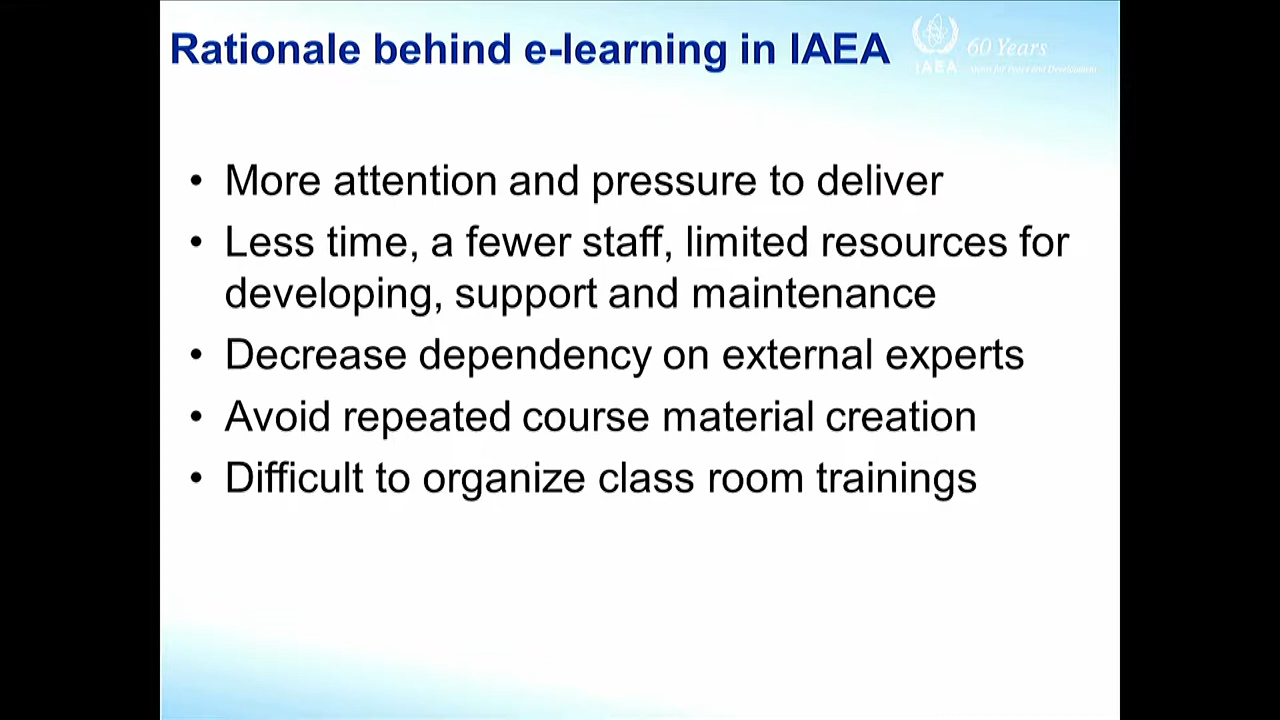 Rationale behind e-learning in IAEA
IAEA
60 Years
• More attention and pressure to deliver
• Less time, a fewer staff, limited resources for
developing, support and maintenance
• Decrease dependency on external experts
• Avoid repeated course material creation
• Difficult to organize class room trainings